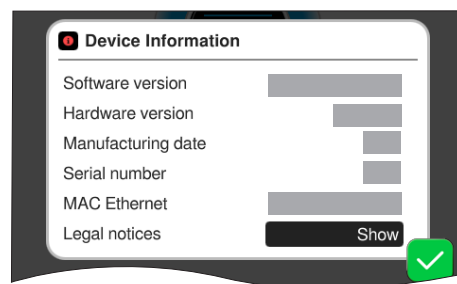 Device Information
Software version
Hardware version
Manufacturing date
Serial number
MAC Ethernet
Legal notices Show